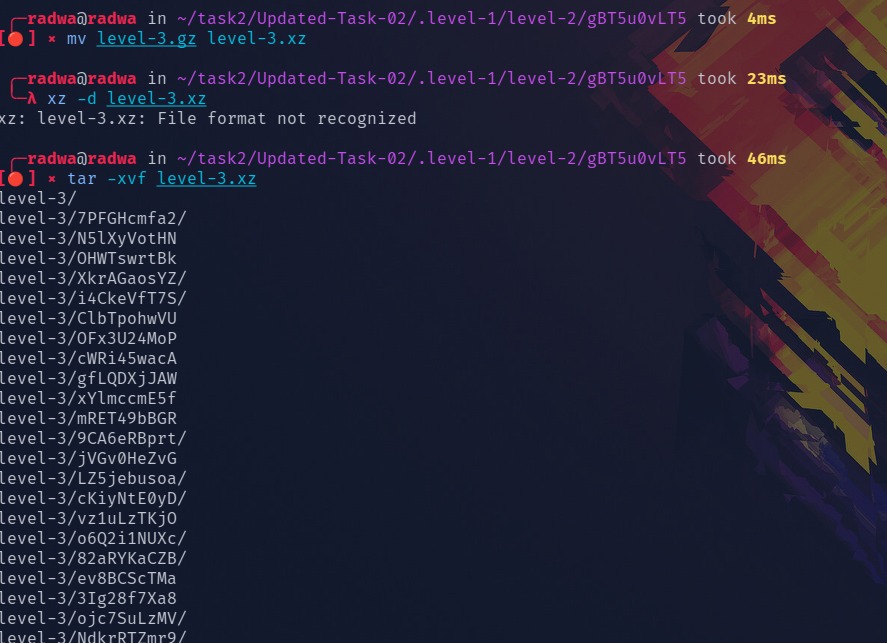 ╭─radwa@radwa in ~/task2/Updated-Task-02/.level-1/level-2/gBT5u0vLT5 took 4ms
[🔴] × mv level-3.gz level-3.xz
╭─radwa@radwa in ~/task2/Updated-Task-02/.level-1/level-2/gBT5u0vLT5 took 23ms
╰─λ xz -d level-3.xz
xz: level-3.xz: File format not recognized
╭─radwa@radwa in ~/task2/Updated-Task-02/.level-1/level-2/gBT5u0vLT5 took 46ms
[🔴] × tar -xvf level-3.xz
level-3/
level-3/7PFGHcmfa2/
level-3/N5lXyVotHN
level-3/OHWTswrtBk
level-3/XkrAGaosYZ/
level-3/i4CkeVfT7S/
level-3/ClbTpohwVU
level-3/OFx3U24MoP
level-3/cWRi45wacA
level-3/gfLQDXjJAW
level-3/xYlmccmE5f
level-3/mRET49bBGR
level-3/9CA6eRBprt/
level-3/jVGv0HeZvG
level-3/LZ5jebusoa/
level-3/cKiyNtE0yD/
level-3/vz1uLzTKjO
level-3/o6Q2i1NUXc/
level-3/82aRYKaCZB/
level-3/ev8BCScTMa
level-3/3Ig28f7Xa8
level-3/ojc7SuLzMV/
level-3/NdkrRTZmr9/